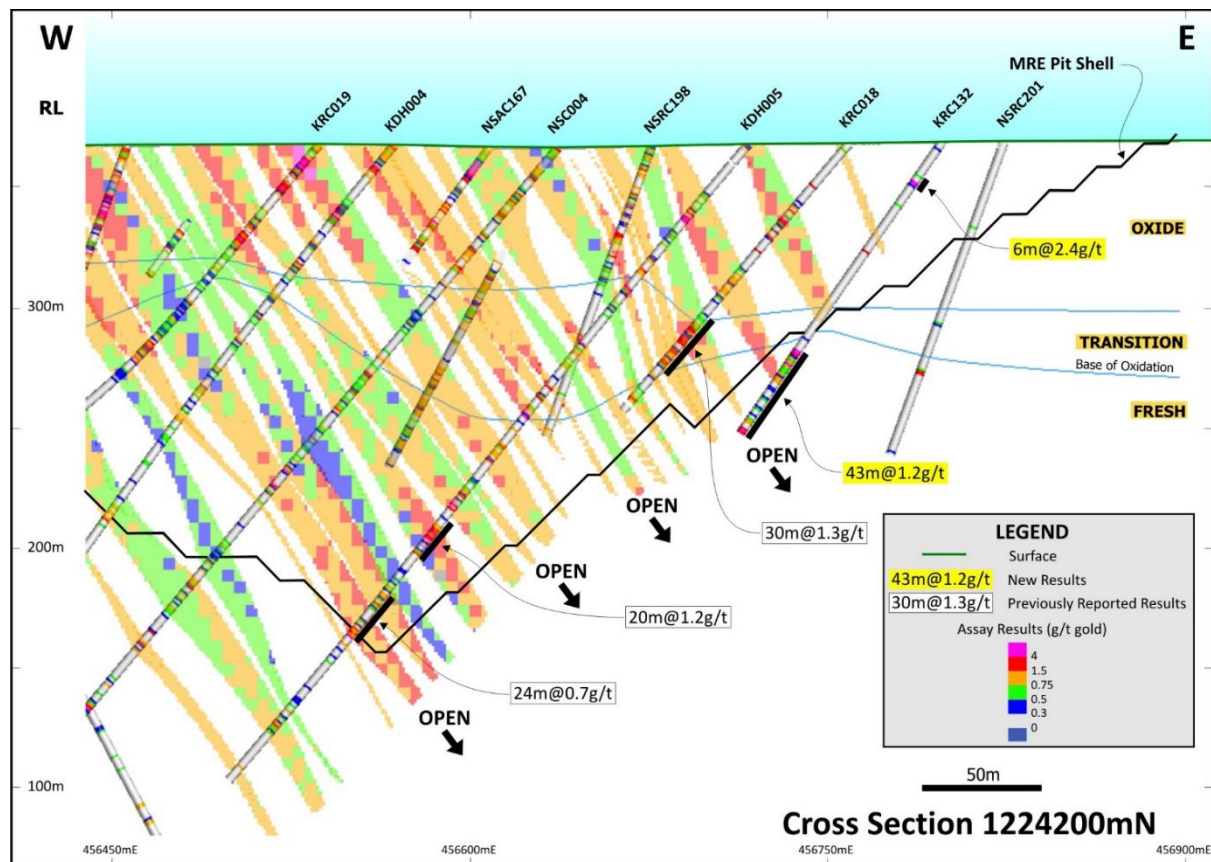 W
E
RL
MRE Pit Shell
KRC019
KDH004
NSAC167
NSC004
NSRC198
KDH005
KRC018
KRC132
NSRC201
6m@2.4g/t
OXIDE
300m
TRANSITION
Base of Oxidation
FRESH
OPEN
43m@1.2g/t
OPEN
30m@1.3g/t
200m
OPEN
20m@1.2g/t
24m@0.7g/t
OPEN
100m
LEGEND
Surface
43m@1.2g/t New Results
30m@1.3g/t Previously Reported Results
Assay Results (g/t gold)
4
1.5
0.75
0.5
0.3
0
50m
Cross Section 1224200mN
456450mE
456600mE
456750mE
456900mE